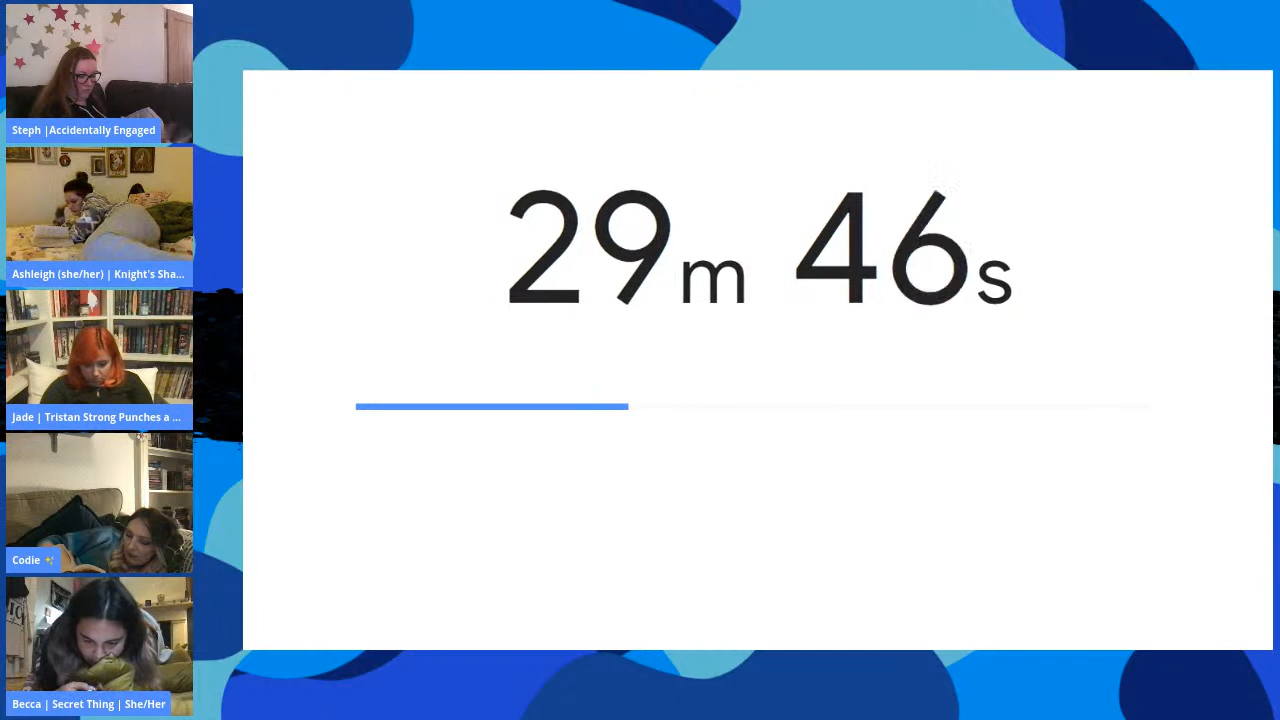 Steph |Accidentally Engaged
29m 46s
Ashleigh (she/her) | Knight's Sha...
Jade | Tristan Strong Punches a ...
Codie ✨
Becca | Secret Thing | She/Her